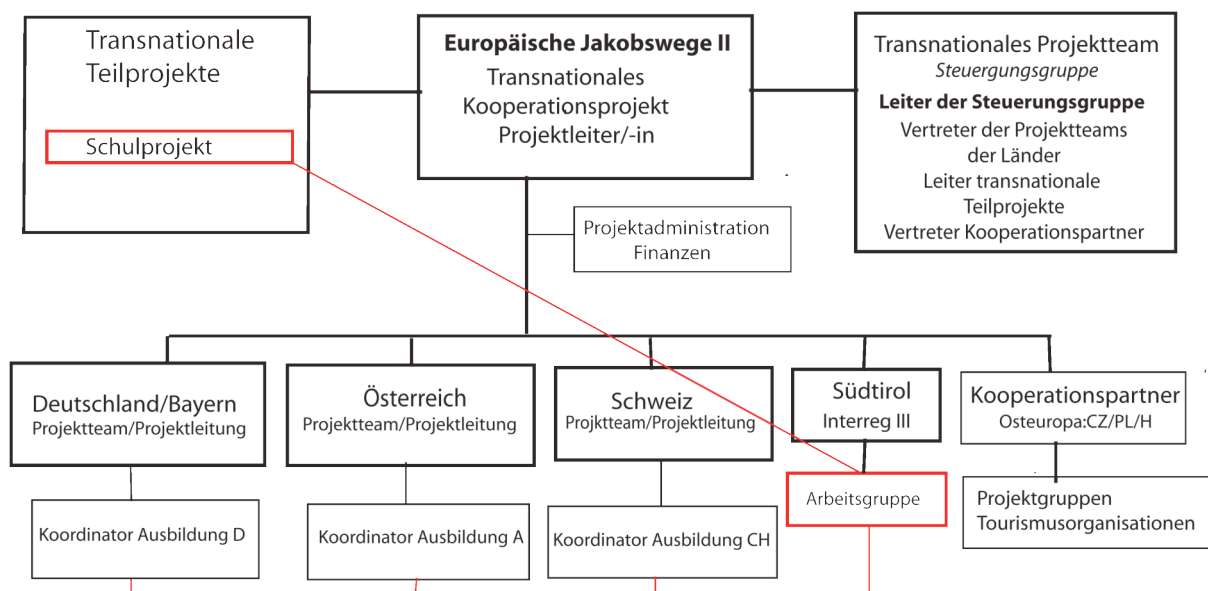 Transnationale
Teilprojekte
Schulprojekt
Europäische Jakobswege II
Transnationales
Kooperationsprojekt
Projektleiter/-in
Transnationales Projektteam
Steuergungsgruppe
Leiter der Steuerungsgruppe
Vertreter der Projektteams
der Länder
Leiter transnationale
Teilprojekte
Vertreter Kooperationspartner
Projektadministration
Finanzen
Deutschland/Bayern
Projektteam/Projektleitung
Österreich
Projektteam/Projektleitung
Schweiz
Projktteam/Projektleitung
Südtirol
Interreg III
Kooperationspartner
Osteuropa:CZ/PL/H
Koordinator Ausbildung D
Koordinator Ausbildung A
Koordinator Ausbildung CH
Arbeitsgruppe
Projektgruppen
Tourismusorganisationen